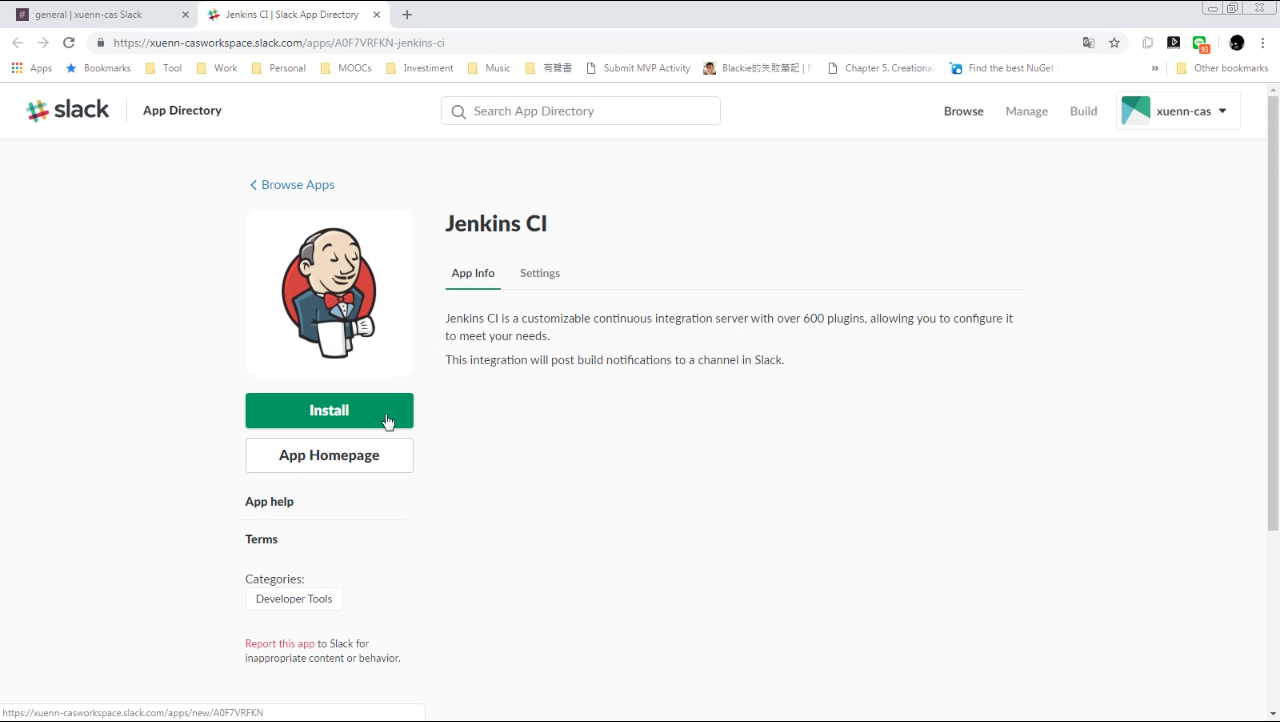 general | xuenn-cas Slack
Jenkins CI | Slack App Directory
https://xuenn-casworkspace.slack.com/apps/A0F7VRFKN-jenkins-ci
93
Apps
Bookmarks
Tool
Work
Personal
MOOCs
Investiment
Music
有聲書
Submit MVP Activity
Blackie的失敗筆記 |
Chapter 5. Creational
Find the best NuGet
»
Other bookmarks
slack
App Directory
Search App Directory
Browse
Manage
Build
xuenn-cas
Browse Apps
Jenkins CI
App Info
Settings
Jenkins CI is a customizable continuous integration server with over 600 plugins, allowing you to configure it
to meet your needs.
This integration will post build notifications to a channel in Slack.
Install
App Homepage
App help
Terms
Categories:
Developer Tools
Report this app to Slack for
inappropriate content or behavior.
https://xuenn-casworkspace.slack.com/apps/new/A0F7VRFKN